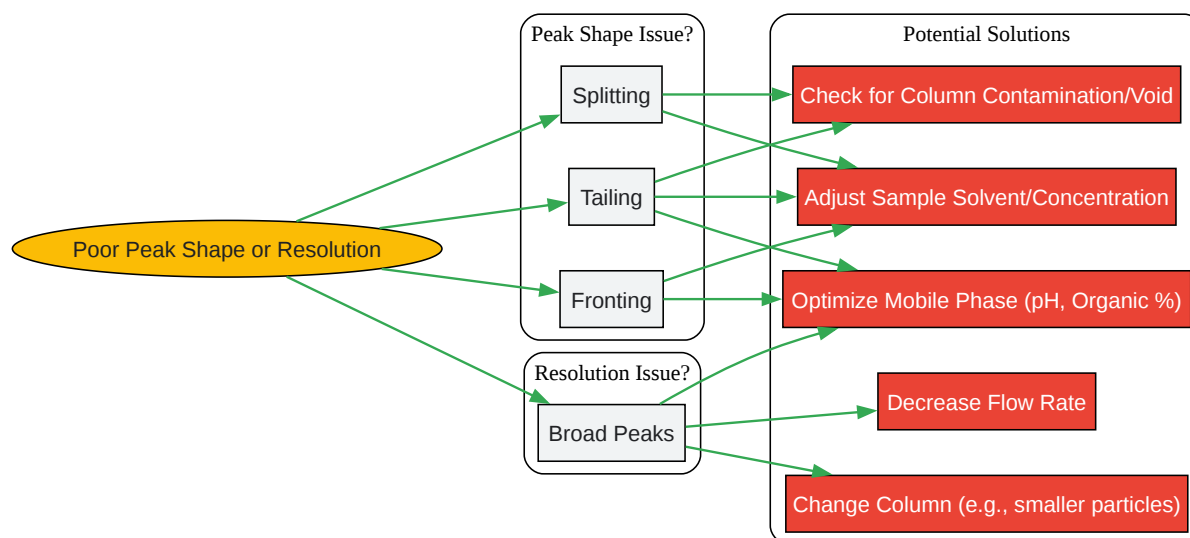 Poor Peak Shape or Resolution
Peak Shape Issue?
Splitting
Tailing
Fronting
Resolution Issue?
Broad Peaks
Potential Solutions
Check for Column Contamination/Void
Adjust Sample Solvent/Concentration
Optimize Mobile Phase (pH, Organic %)
Decrease Flow Rate
Change Column (e.g., smaller particles)